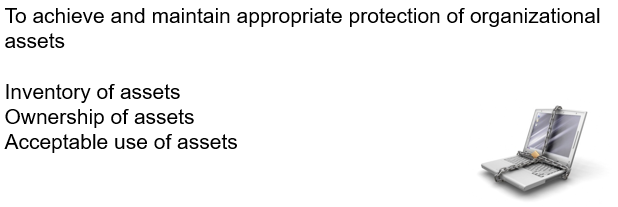 To achieve and maintain appropriate protection of organizational
assets
Inventory of assets
Ownership of assets
Acceptable use of assets